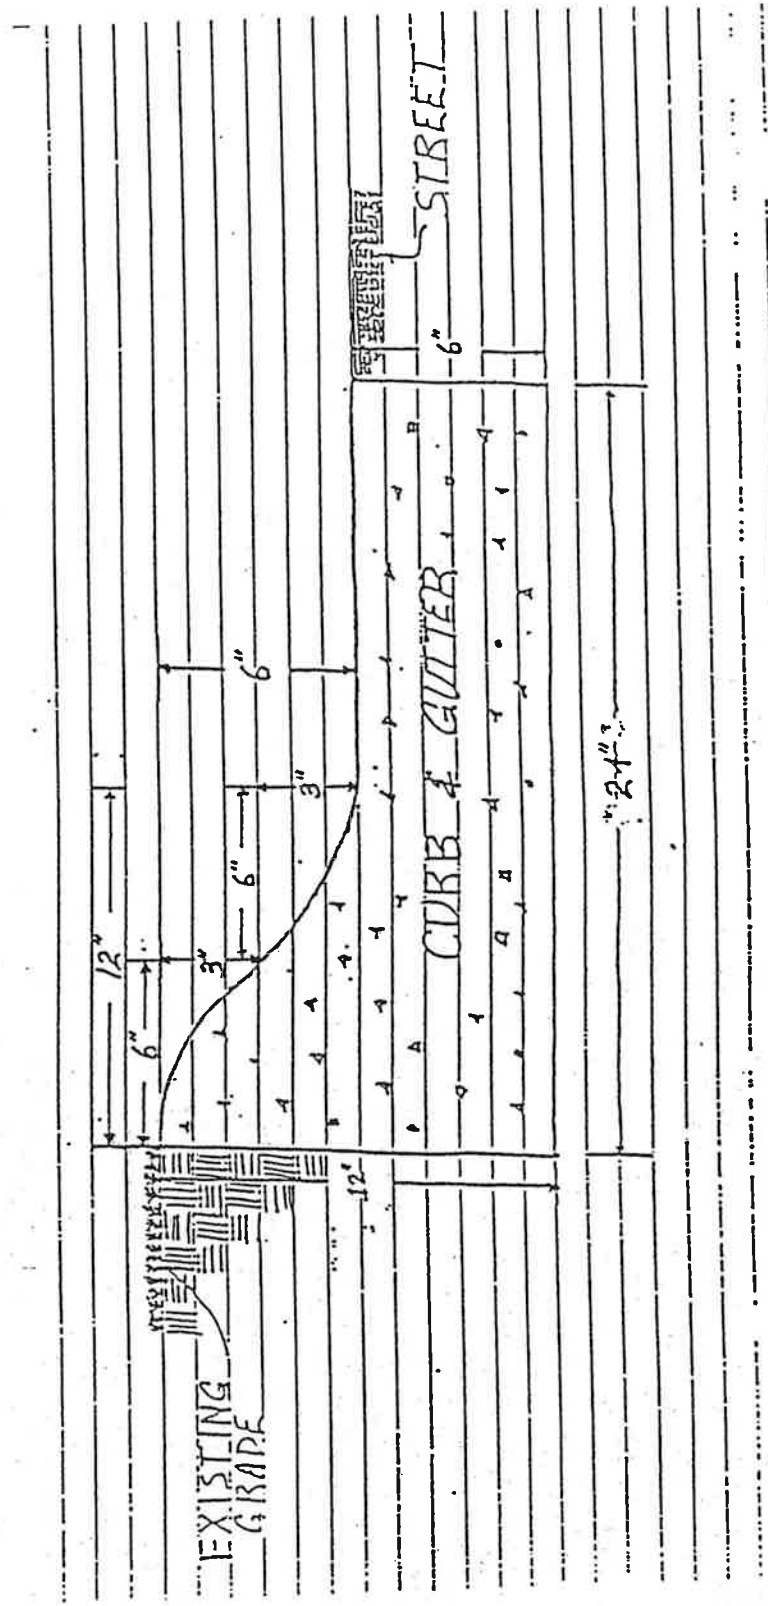 12"
6"
3"
6"
3"
6"
EXISTING
GRADE
STREET
12"
CURB & GUTTER
6"
24"